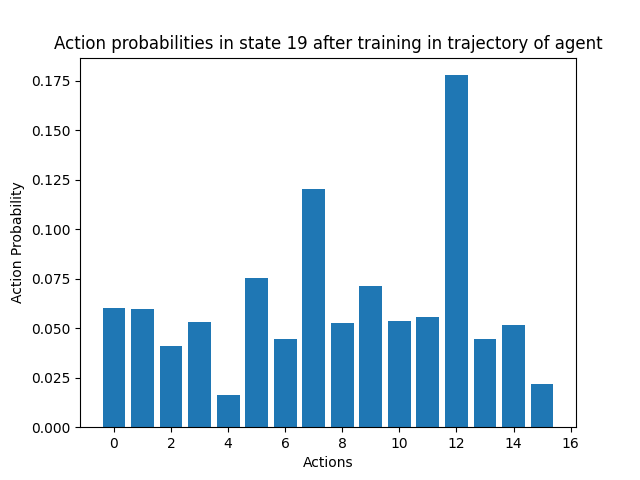 Action probabilities in state 19 after training in trajectory of agent
0.175
0.150
0.125
0.100
0.075
0.050
0.025
0.000
Action Probability
0 2 4 6 8 10 12 14 16
Actions